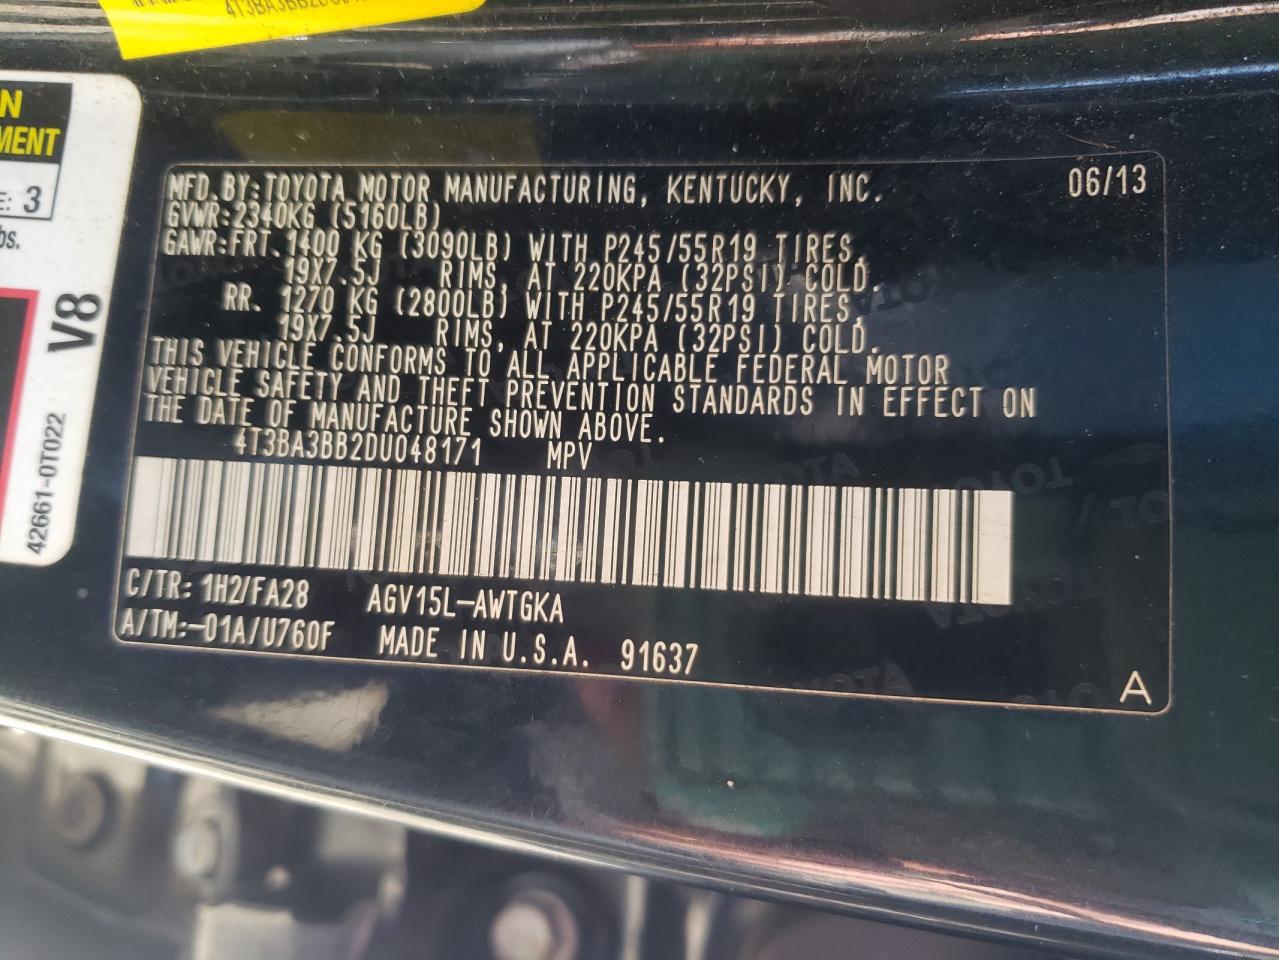 4T3BA3BB2DU
N
MENT
E: 3
bs.
V8
42661-0T022
MFD.BY:TOYOTA MOTOR MANUFACTURING, KENTUCKY, INC. 06/13
GVWR:2340KG (5160LB)
GAWR:FRT.1400 KG (3090LB) WITH P245/55R19 TIRES,
19X7.5J RIMS, AT 220KPA (32PSI) COLD.
RR. 1270 KG (2800LB) WITH P245/55R19 TIRES,
19X7.5J RIMS, AT 220KPA (32PSI) COLD.
THIS VEHICLE CONFORMS TO ALL APPLICABLE FEDERAL MOTOR
VEHICLE SAFETY AND THEFT PREVENTION STANDARDS IN EFFECT ON
THE DATE OF MANUFACTURE SHOWN ABOVE.
4T3BA3BB2DU048171 MPV
C/TR: 1H2/FA28 AGV15L-AWTGKA
A/TM:-01A/U760F MADE IN U.S.A. 91637
A